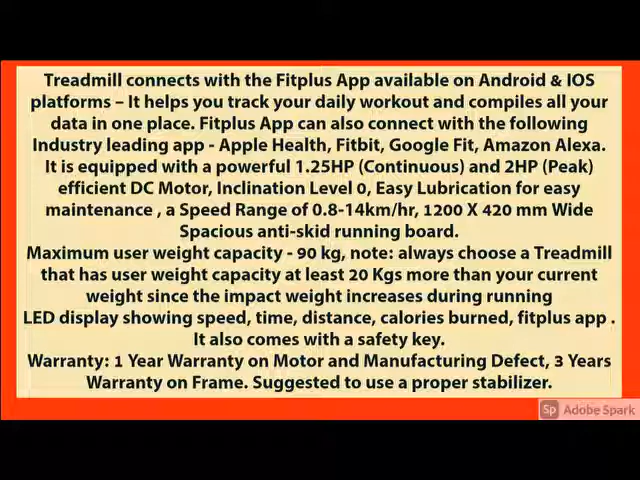 Treadmill connects with the Fitplus App available on Android & IOS
platforms – It helps you track your daily workout and compiles all your
data in one place. Fitplus App can also connect with the following
Industry leading app - Apple Health, Fitbit, Google Fit, Amazon Alexa.
It is equipped with a powerful 1.25HP (Continuous) and 2HP (Peak)
efficient DC Motor, Inclination Level 0, Easy Lubrication for easy
maintenance , a Speed Range of 0.8-14km/hr, 1200 X 420 mm Wide
Spacious anti-skid running board.
Maximum user weight capacity - 90 kg, note: always choose a Treadmill
that has user weight capacity at least 20 Kgs more than your current
weight since the impact weight increases during running
LED display showing speed, time, distance, calories burned, fitplus app .
It also comes with a safety key.
Warranty: 1 Year Warranty on Motor and Manufacturing Defect, 3 Years
Warranty on Frame. Suggested to use a proper stabilizer.
Sp Adobe Spark